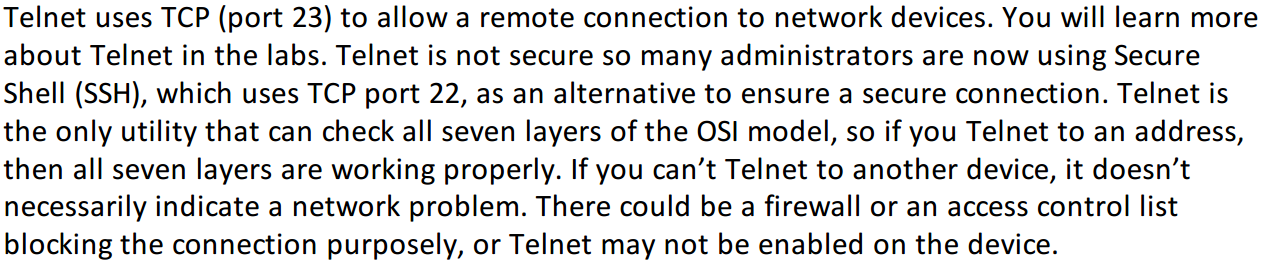 Telnet uses TCP (port 23) to allow a remote connection to network devices. You will learn more
about Telnet in the labs. Telnet is not secure so many administrators are now using Secure
Shell (SSH), which uses TCP port 22, as an alternative to ensure a secure connection. Telnet is
the only utility that can check all seven layers of the OSI model, so if you Telnet to an address,
then all seven layers are working properly. If you can’t Telnet to another device, it doesn’t
necessarily indicate a network problem. There could be a firewall or an access control list
blocking the connection purposely, or Telnet may not be enabled on the device.